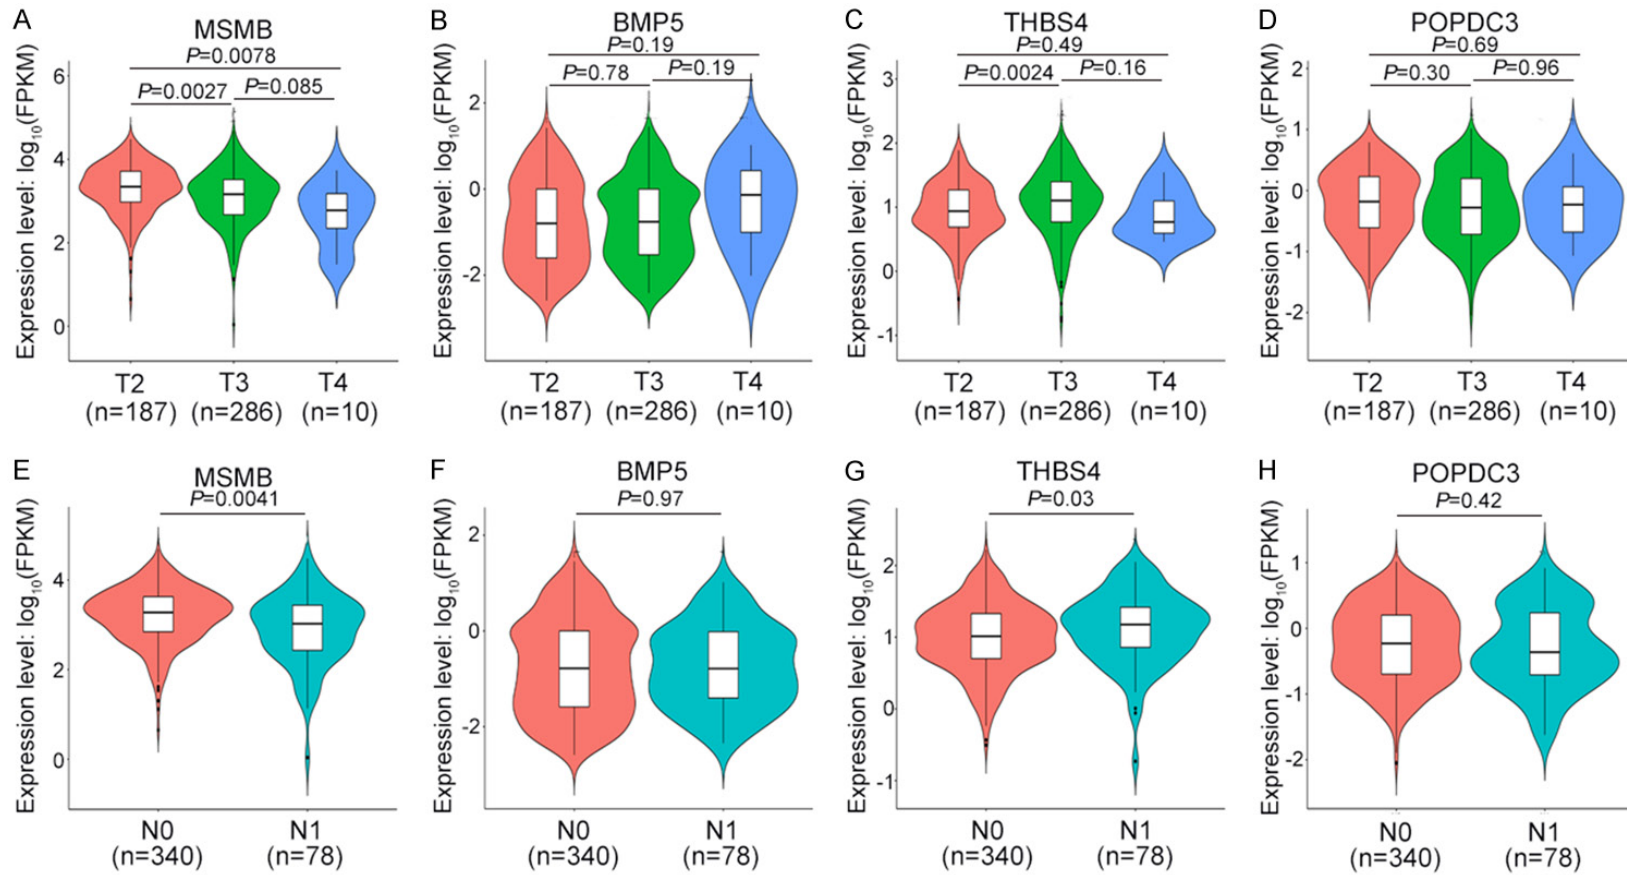 A
MSMB
P=0.0078
P=0.0027
P=0.085
Expression level: log10(FPKM)
6
4
2
0
T2
T3
T4
(n=187)
(n=286)
(n=10)
B
BMP5
P=0.19
P=0.78
P=0.19
Expression level: log10(FPKM)
2
0
-2
T2
T3
T4
(n=187)
(n=286)
(n=10)
C
THBS4
P=0.49
P=0.0024
P=0.16
Expression level: log10(FPKM)
3
2
1
0
-1
T2
T3
T4
(n=187)
(n=286)
(n=10)
D
POPDC3
P=0.69
P=0.30
P=0.96
Expression level: log10(FPKM)
2
1
0
-1
-2
T2
T3
T4
(n=187)
(n=286)
(n=10)
E
MSMB
P=0.0041
Expression level: log10(FPKM)
4
2
0
N0
N1
(n=340)
(n=78)
F
BMP5
P=0.97
Expression level: log10(FPKM)
2
0
-2
N0
N1
(n=340)
(n=78)
G
THBS4
P=0.03
Expression level: log10(FPKM)
2
1
0
-1
N0
N1
(n=340)
(n=78)
H
POPDC3
P=0.42
Expression level: log10(FPKM)
1
0
-1
-2
N0
N1
(n=340)
(n=78)